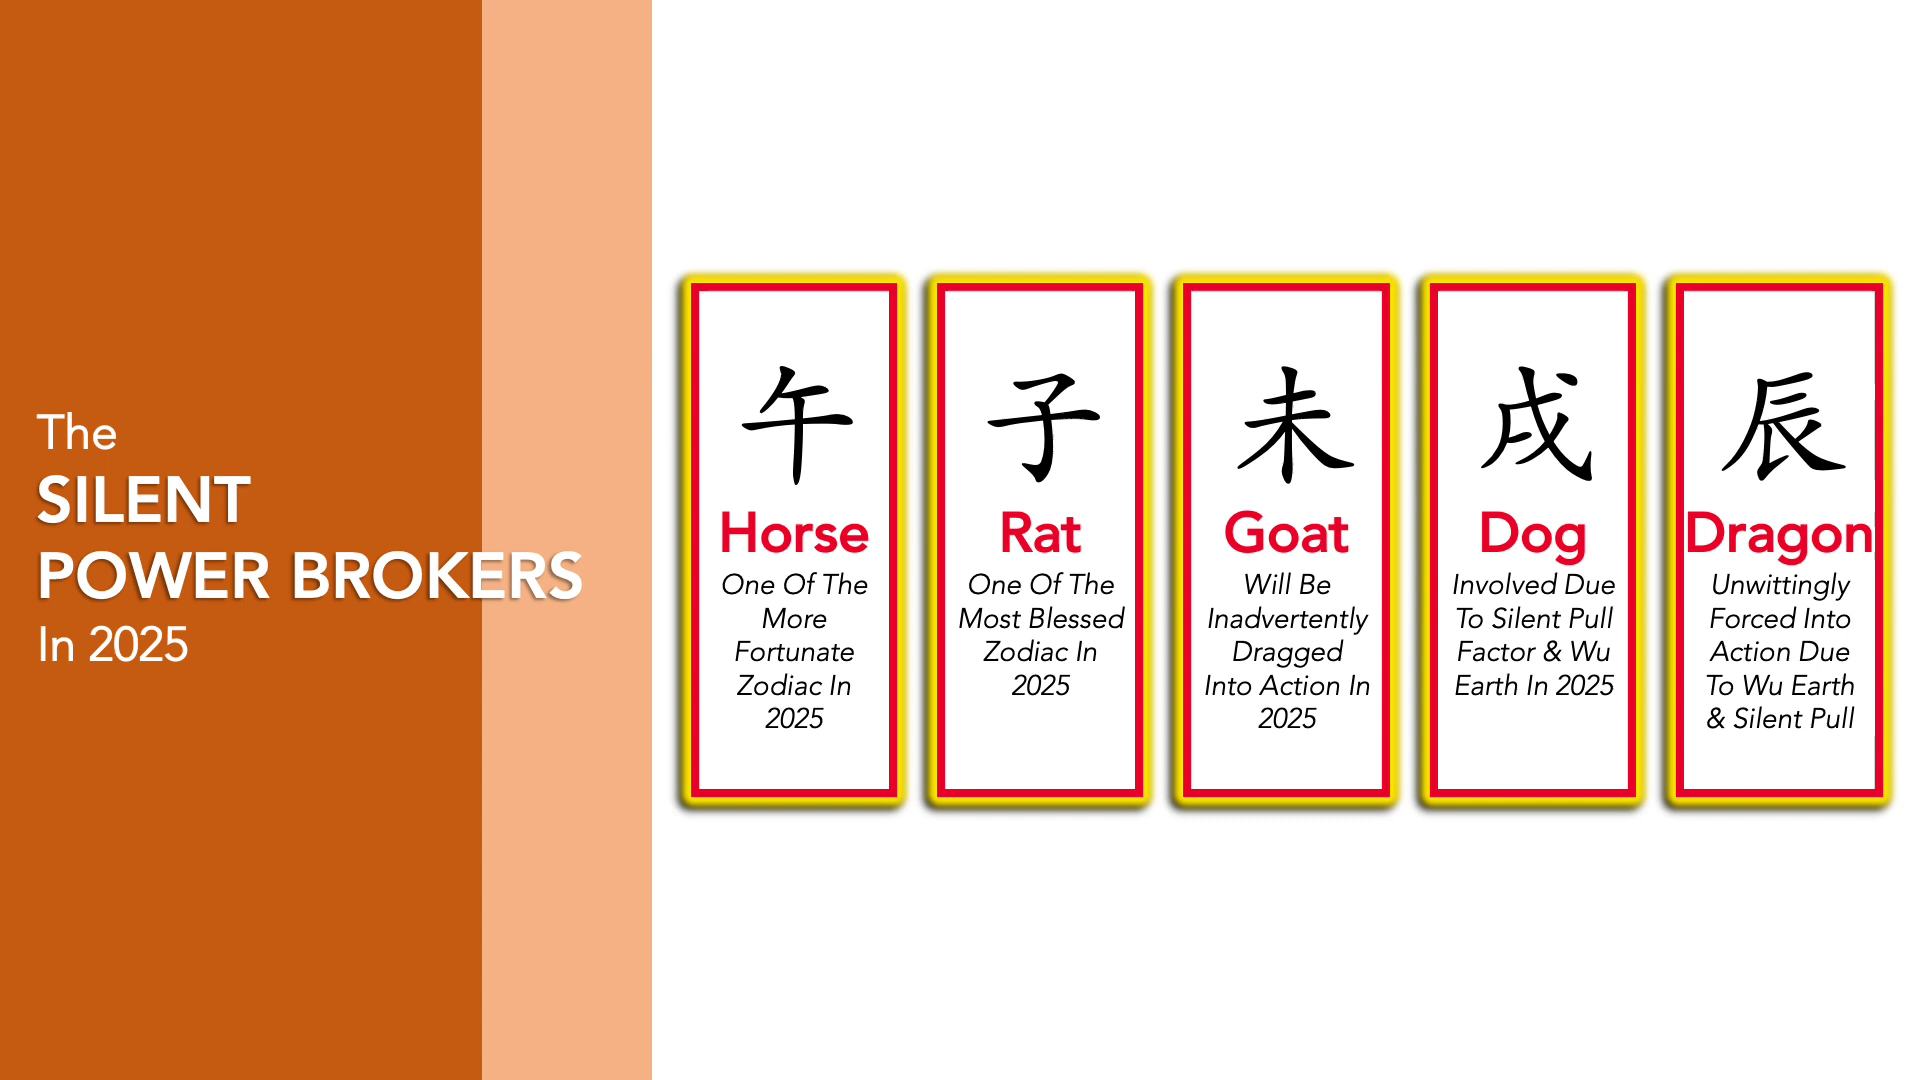 The
SILENT
POWER BROKERS
In 2025
午
Horse
One Of The
More
Fortunate
Zodiac In
2025
子
Rat
One Of The
Most Blessed
Zodiac In
2025
未
Goat
Will Be
Inadvertently
Dragged
Into Action In
2025
戌
Dog
Involved Due
To Silent Pull
Factor & Wu
Earth In 2025
辰
Dragon
Unwittingly
Forced Into
Action Due
To Wu Earth
& Silent Pull